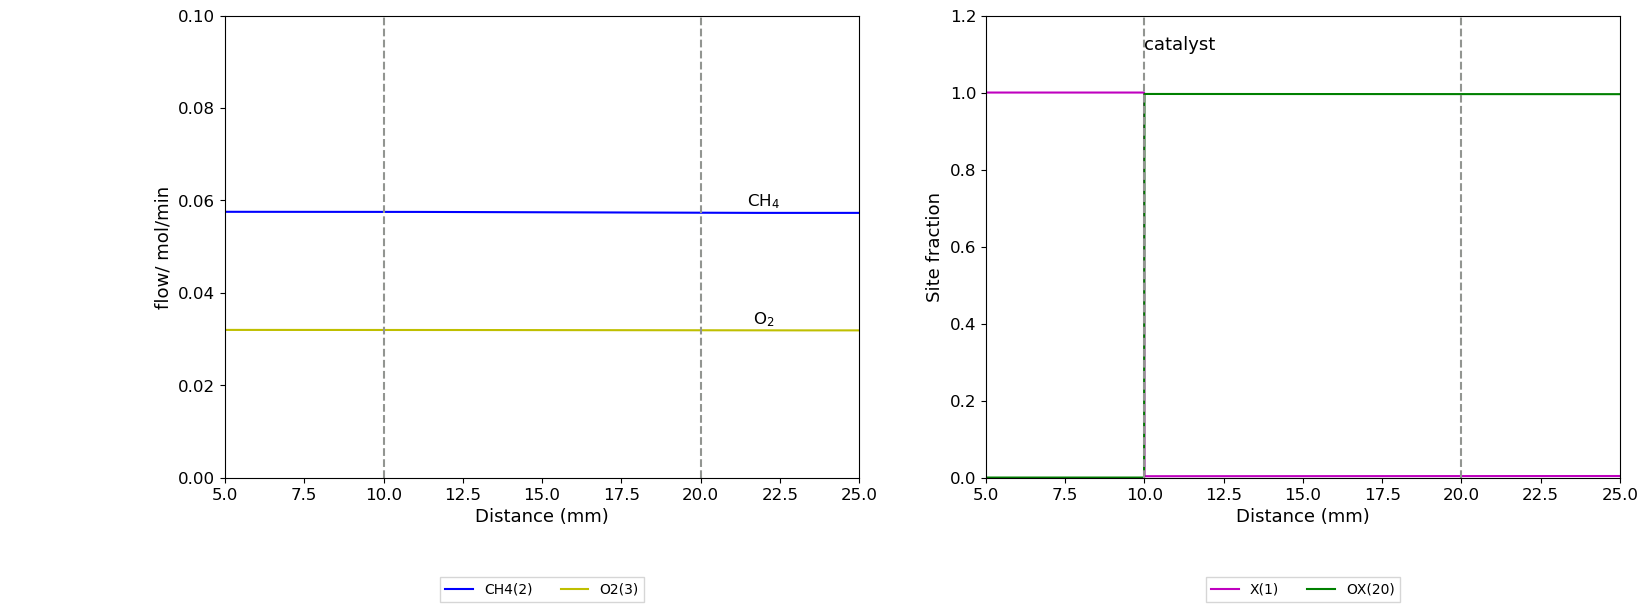 0.10
0.08
0.06
0.04
0.02
0.00
flow/ mol/min
CH₄
O₂
5.0 7.5 10.0 12.5 15.0 17.5 20.0 22.5 25.0
Distance (mm)
CH4(2) O2(3)
1.2
1.0
0.8
0.6
0.4
0.2
0.0
Site fraction
catalyst
5.0 7.5 10.0 12.5 15.0 17.5 20.0 22.5 25.0
Distance (mm)
X(1) OX(20)